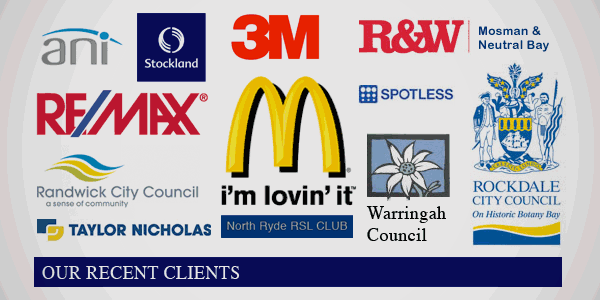 ani
Stockland
3M
R&W
Mosman &
Neutral Bay
RE/MAX®
i'm lovin' it™
SPOTLESS
Randwick City Council
a sense of community
TAYLOR NICHOLAS
North Ryde RSL CLUB
Warringah
Council
ROCKDALE
CITY COUNCIL
On Historic Botany Bay
OUR RECENT CLIENTS